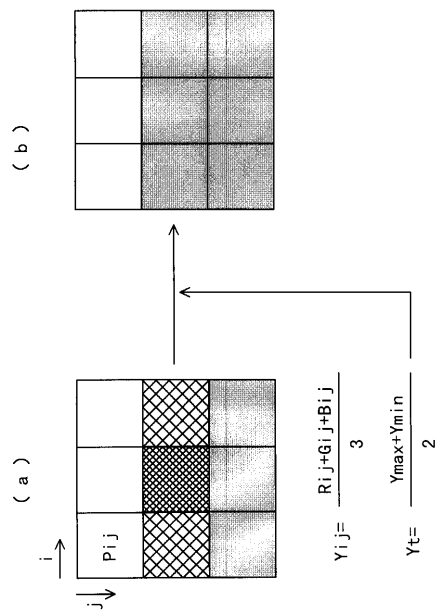 (a)
(b)
i
j
Pij
Yij= Rij+Gij+Bij
3
Yt= Ymax+Ymin
2